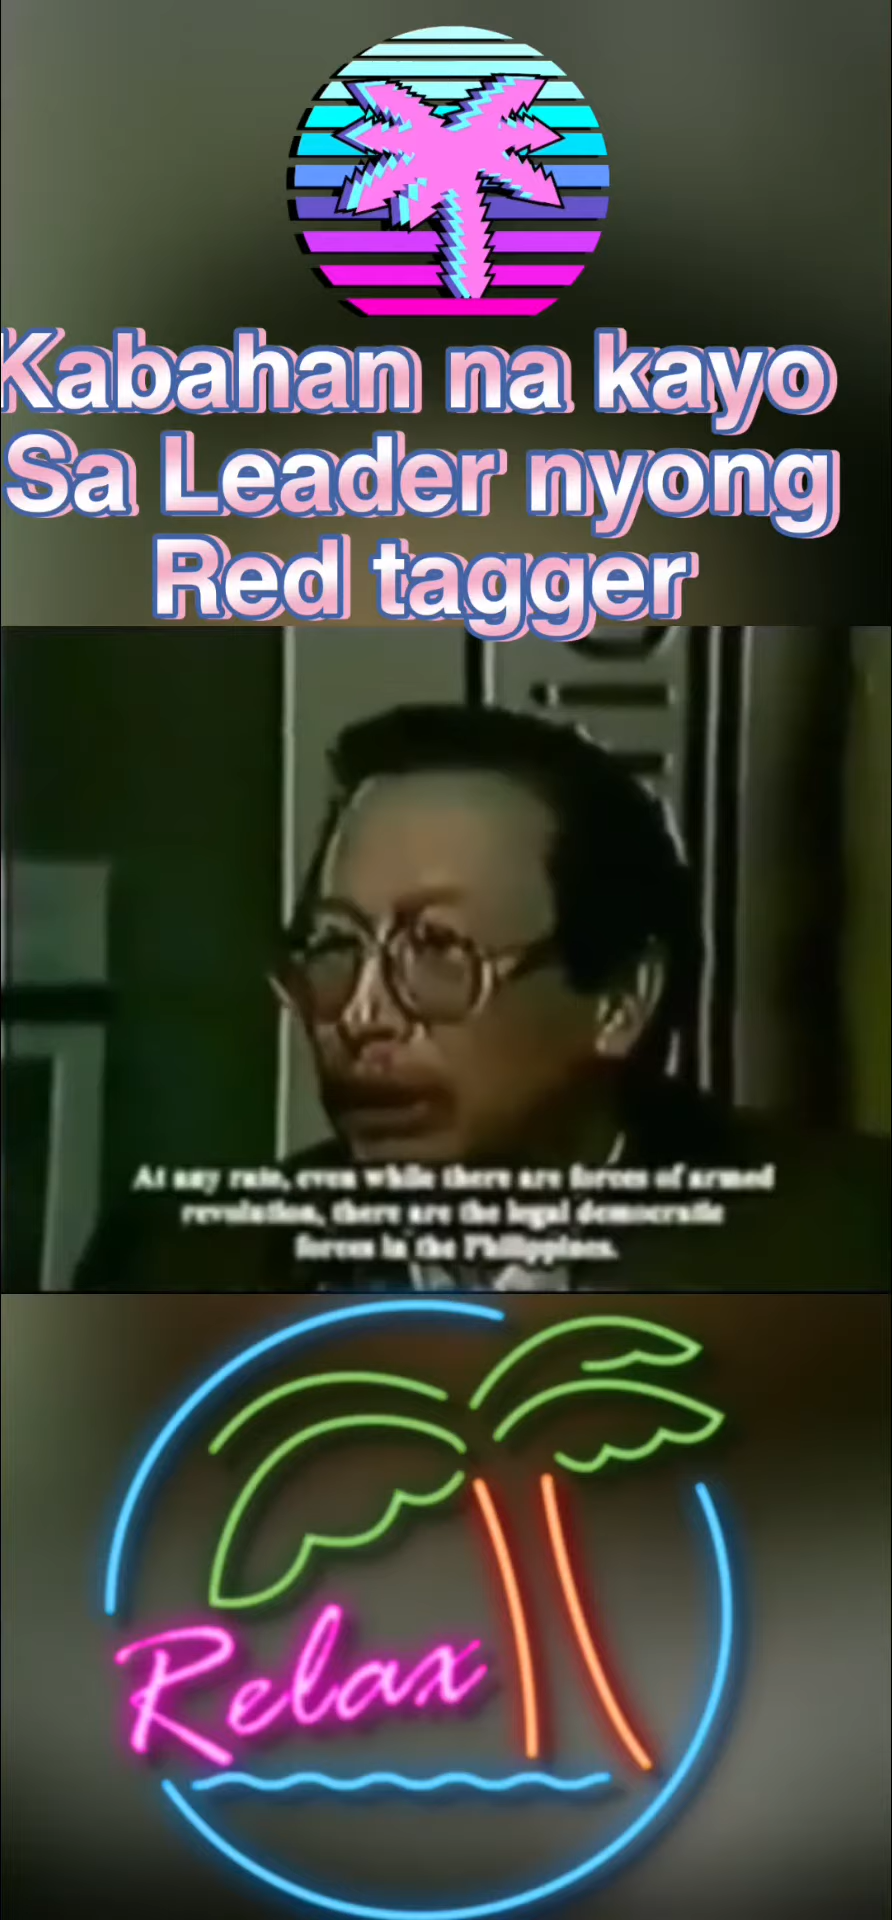 Kabahan na kayo
Sa Leader nyong
Red tagger
At any rate, even while there are forces of armed
revolution, there are the legal democratic
forces in the Philippines.
Relax